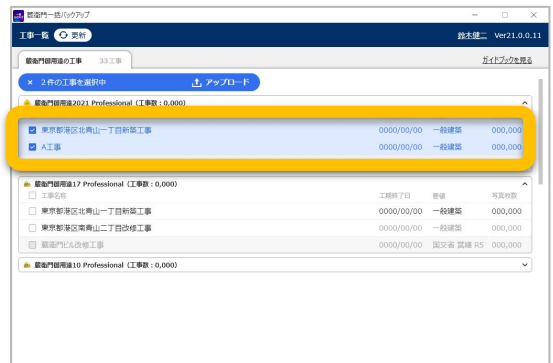 蔵衛門一括バックアップ
工事一覧 更新 鈴木健二 Ver21.0.0.11
蔵衛門御用達の工事 33工事 ガイドブックを見る
× 2件の工事を選択中 アップロード
蔵衛門御用達2021 Professional（工事数：0,000）
東京都港区北青山一丁目新築工事 0000/00/00 一般建築 000,000
A工事 0000/00/00 一般建築 000,000
蔵衛門御用達17 Professional（工事数：0,000）
工事名称 工期終了日 書棚 写真枚数
東京都港区北青山一丁目新築工事 0000/00/00 一般建築 000,000
東京都港区南青山二丁目改修工事 0000/00/00 一般建築 000,000
蔵衛門ビル改修工事 0000/00/00 国交省 営繕 R5 000,000
蔵衛門御用達10 Professional（工事数：0,000）